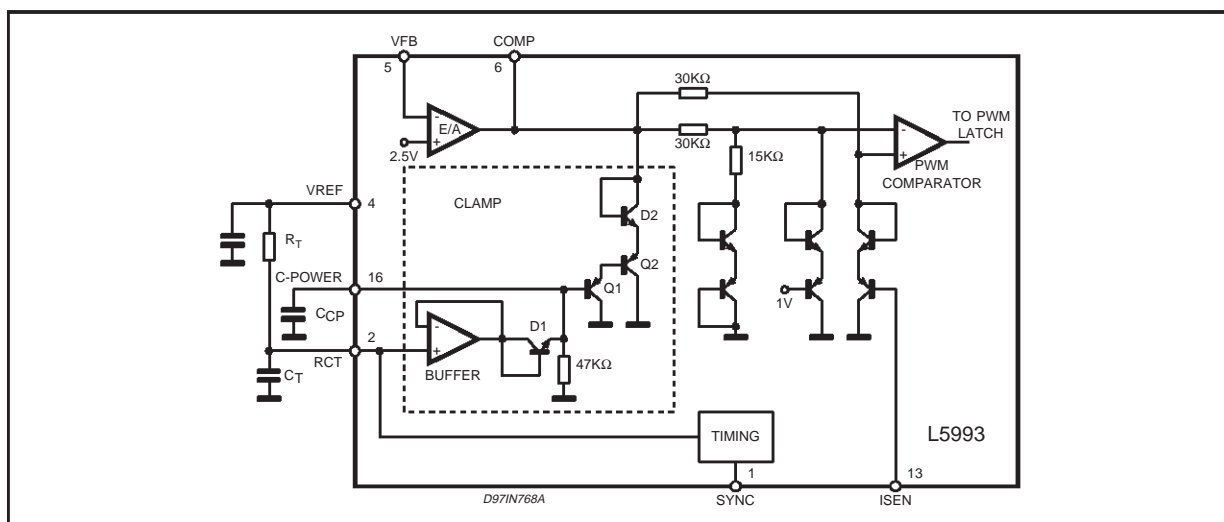 VFB
COMP
5
6
30KΩ
E/A
-
+
2.5V
30KΩ
15KΩ
-
+
TO PWM
LATCH
PWM
COMPARATOR
VREF
4
CLAMP
D2
RT
C-POWER
16
Q2
Q1
1V
CCP
D1
2
-
+
RCT
47KΩ
CT
BUFFER
TIMING
L5993
1
13
D97IN768A
SYNC
ISEN